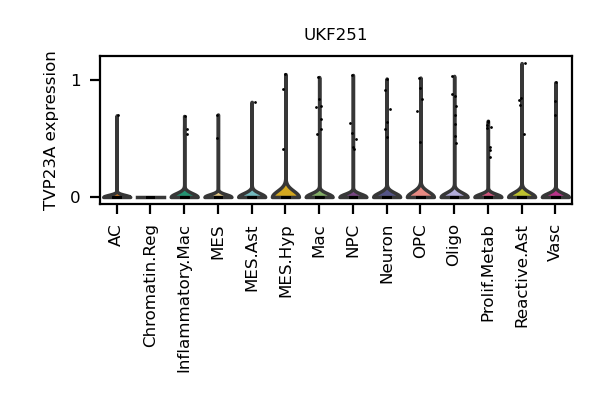 UKF251
TVP23A expression
1
0
AC
Chromatin.Reg
Inflammatory.Mac
MES
MES.Ast
MES.Hyp
Mac
NPC
Neuron
OPC
Oligo
Prolif.Metab
Reactive.Ast
Vasc